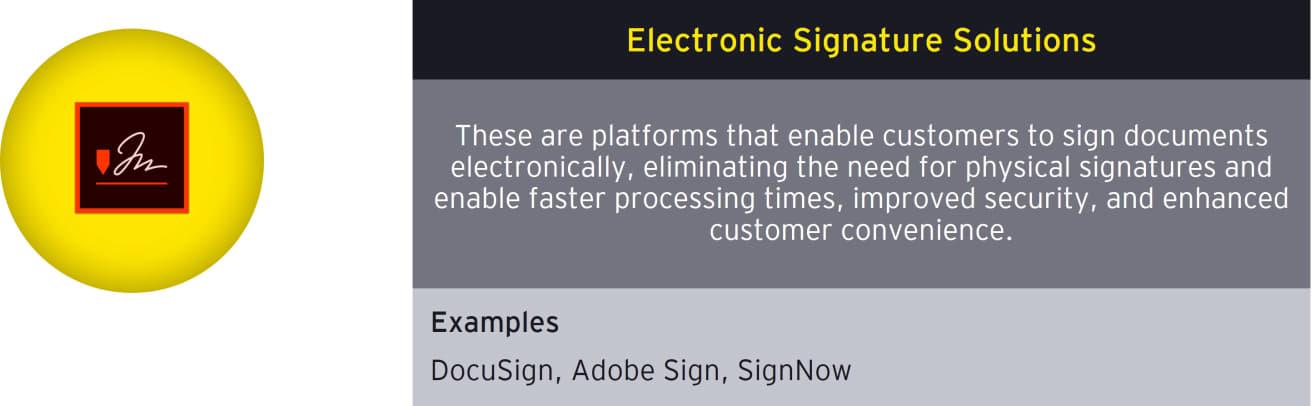 Electronic Signature Solutions
These are platforms that enable customers to sign documents
electronically, eliminating the need for physical signatures and
enable faster processing times, improved security, and enhanced
customer convenience.
Examples
DocuSign, Adobe Sign, SignNow